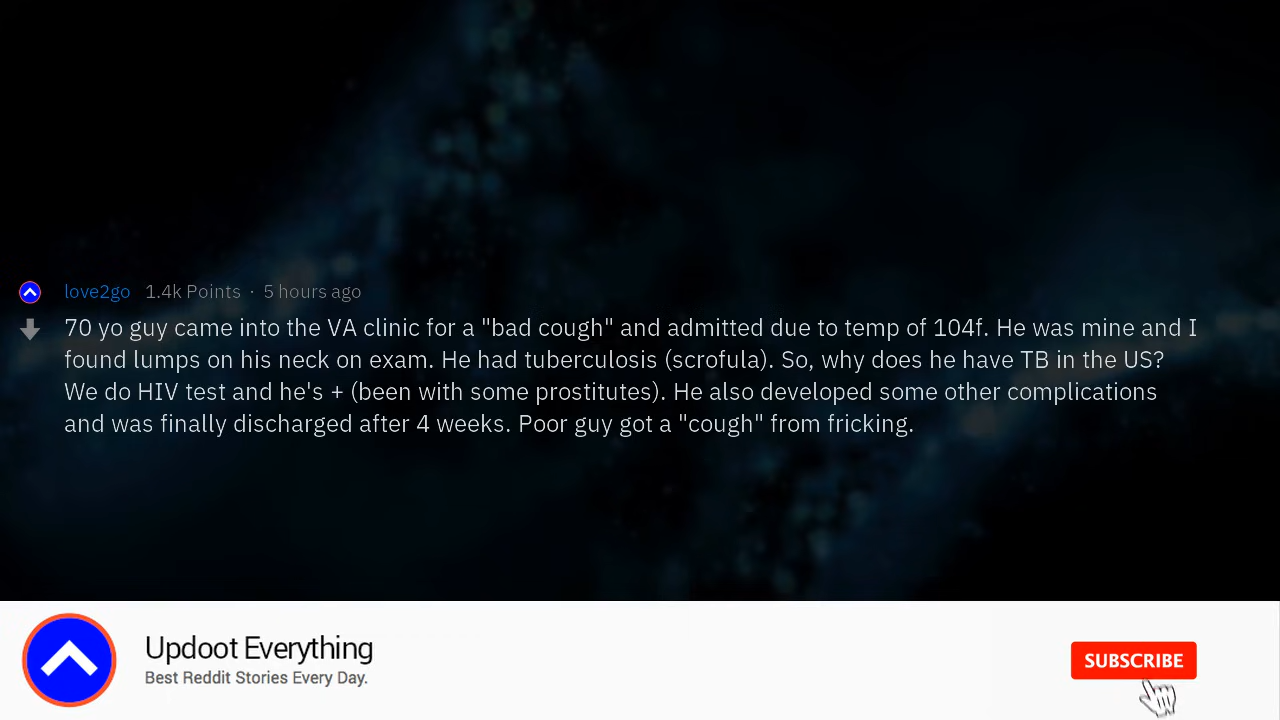 love2go 1.4k Points · 5 hours ago
70 yo guy came into the VA clinic for a "bad cough" and admitted due to temp of 104f. He was mine and I
found lumps on his neck on exam. He had tuberculosis (scrofula). So, why does he have TB in the US?
We do HIV test and he's + (been with some prostitutes). He also developed some other complications
and was finally discharged after 4 weeks. Poor guy got a "cough" from fricking.
Updoot Everything
Best Reddit Stories Every Day.
SUBSCRIBE